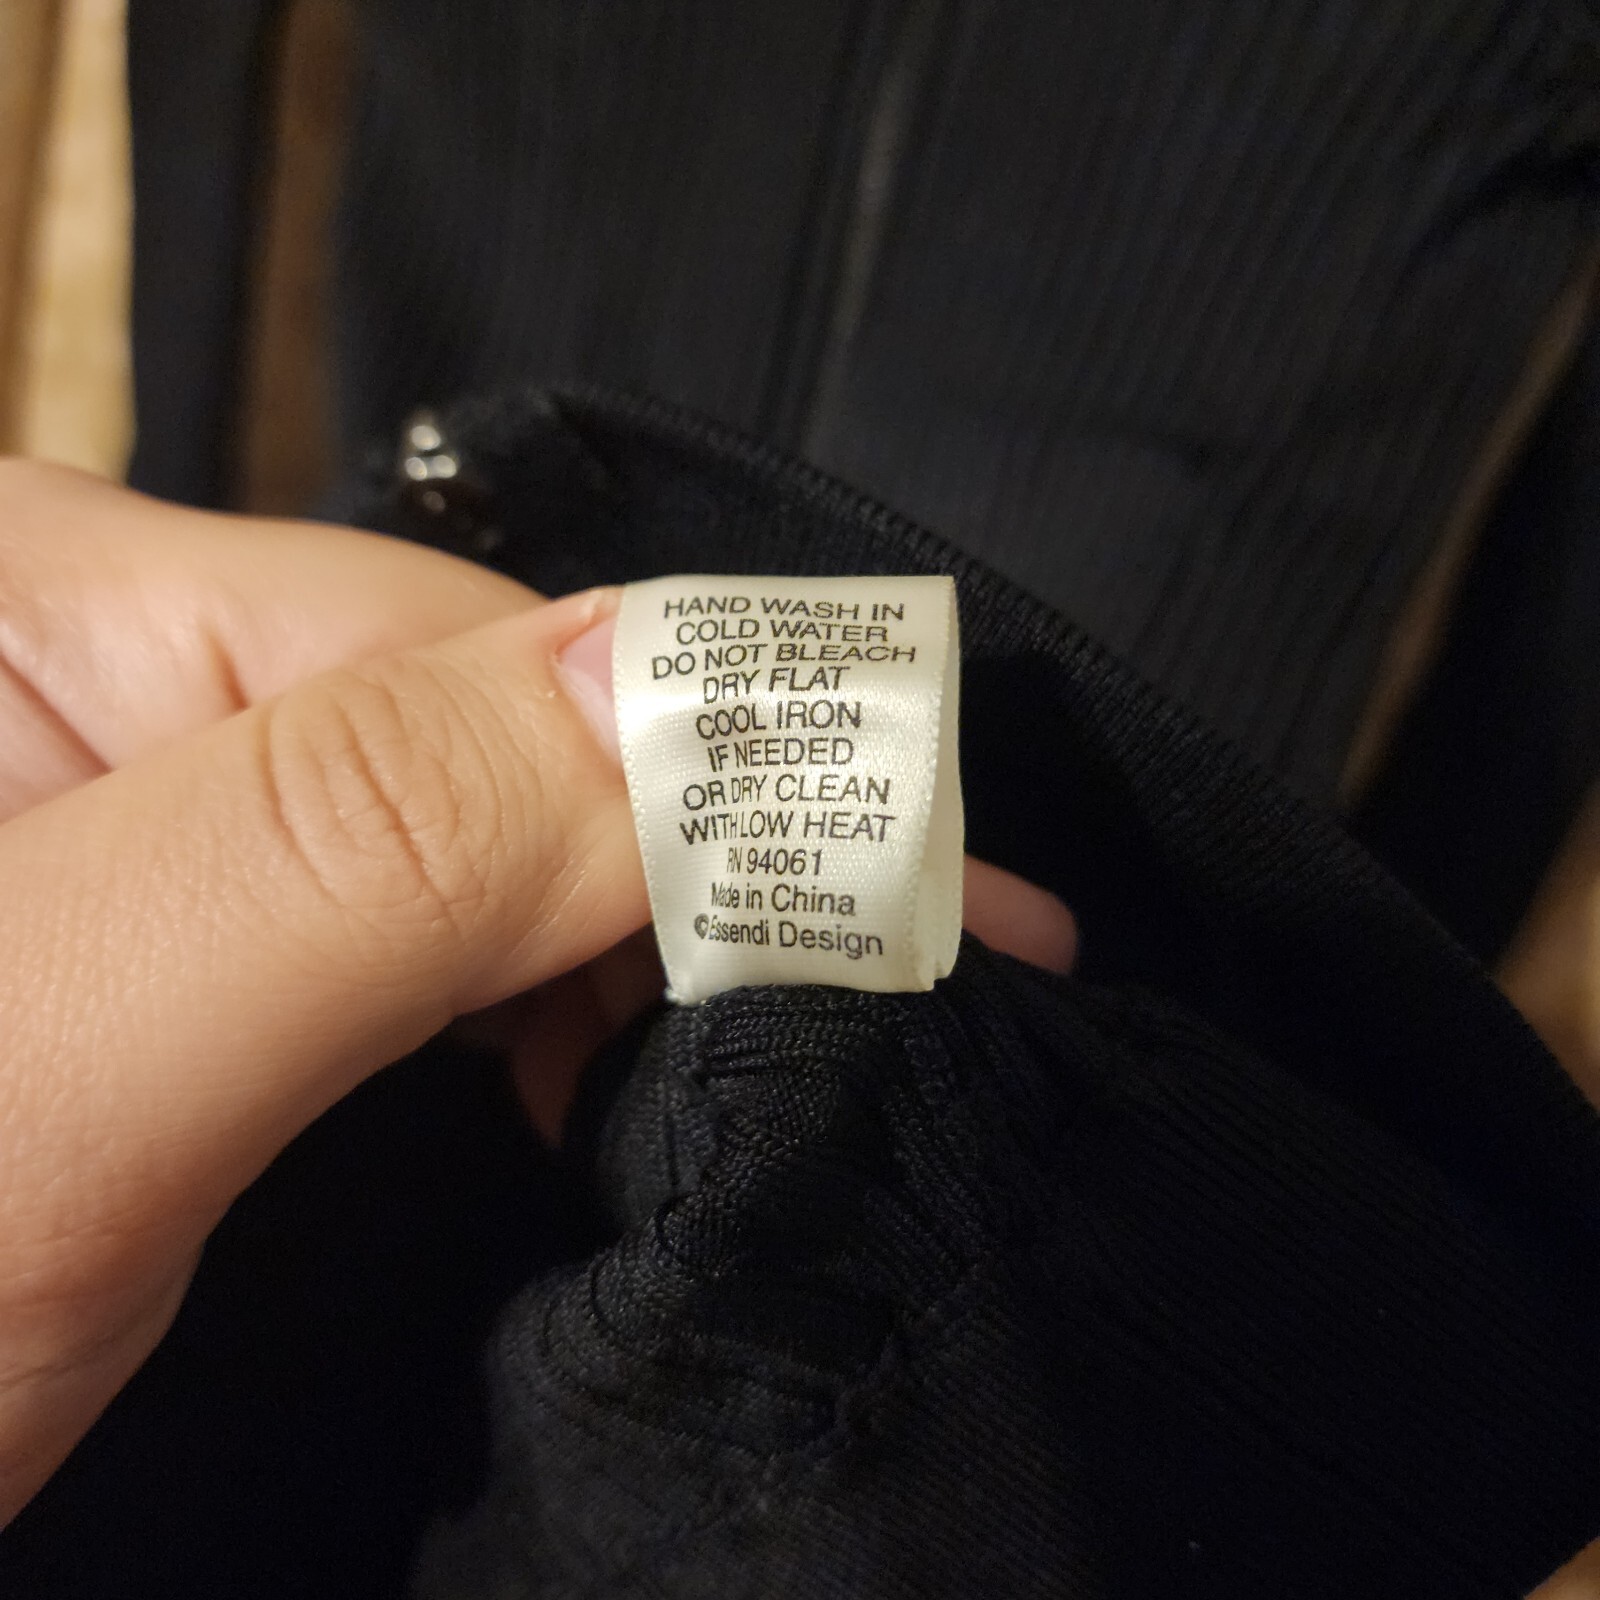 HAND WASH IN
COLD WATER
DO NOT BLEACH
DRY FLAT
COOL IRON
IF NEEDED
OR DRY CLEAN
WITH LOW HEAT
RN 94061
Made in China
©Essendi Design